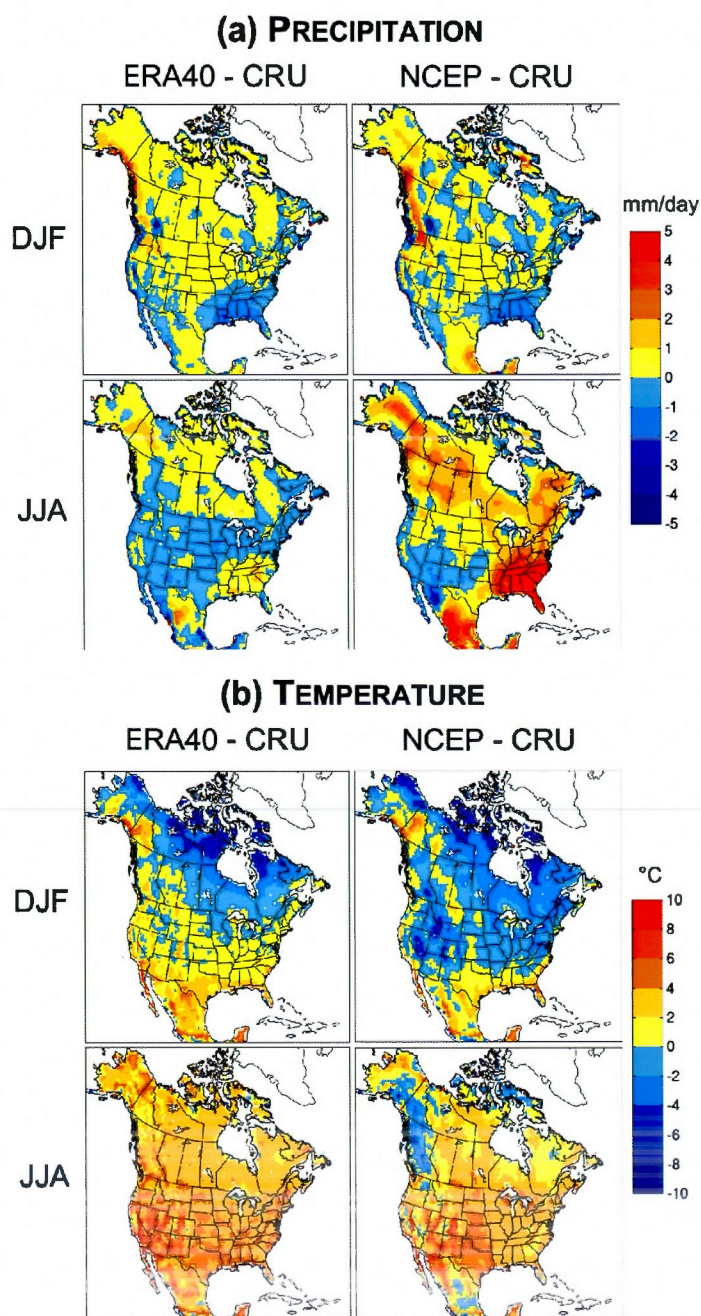 (a) PRECIPITATION
ERA40 - CRU NCEP - CRU
DJF
JJA
mm/day
5
4
3
2
1
0
-1
-2
-3
-4
-5
(b) TEMPERATURE
ERA40 - CRU NCEP - CRU
DJF
JJA
°C
10
8
6
4
2
0
-2
-4
-6
-8
-10